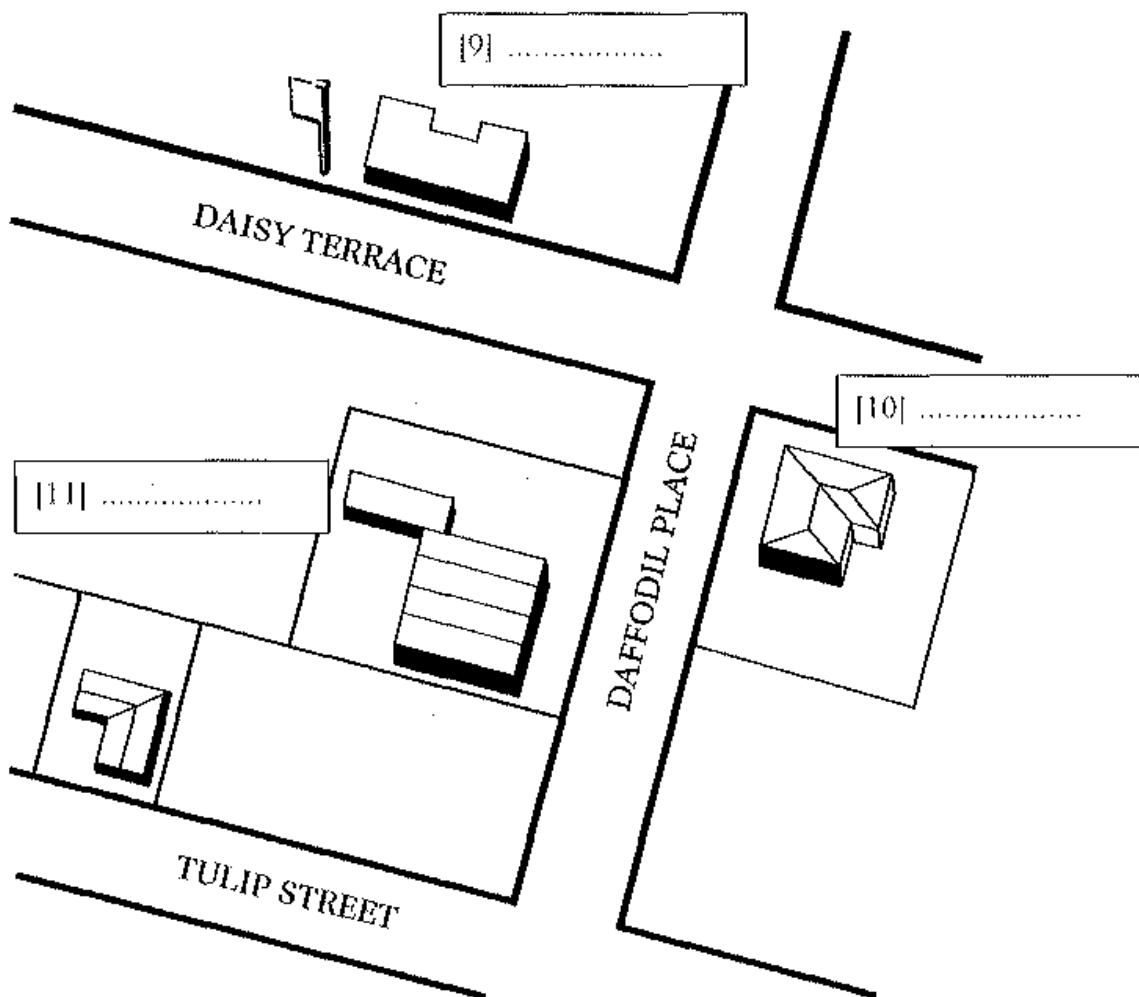 [9] ..................
DAISY TERRACE
[10] ..................
[11] ..................
DAFFODIL PLACE
TULIP STREET